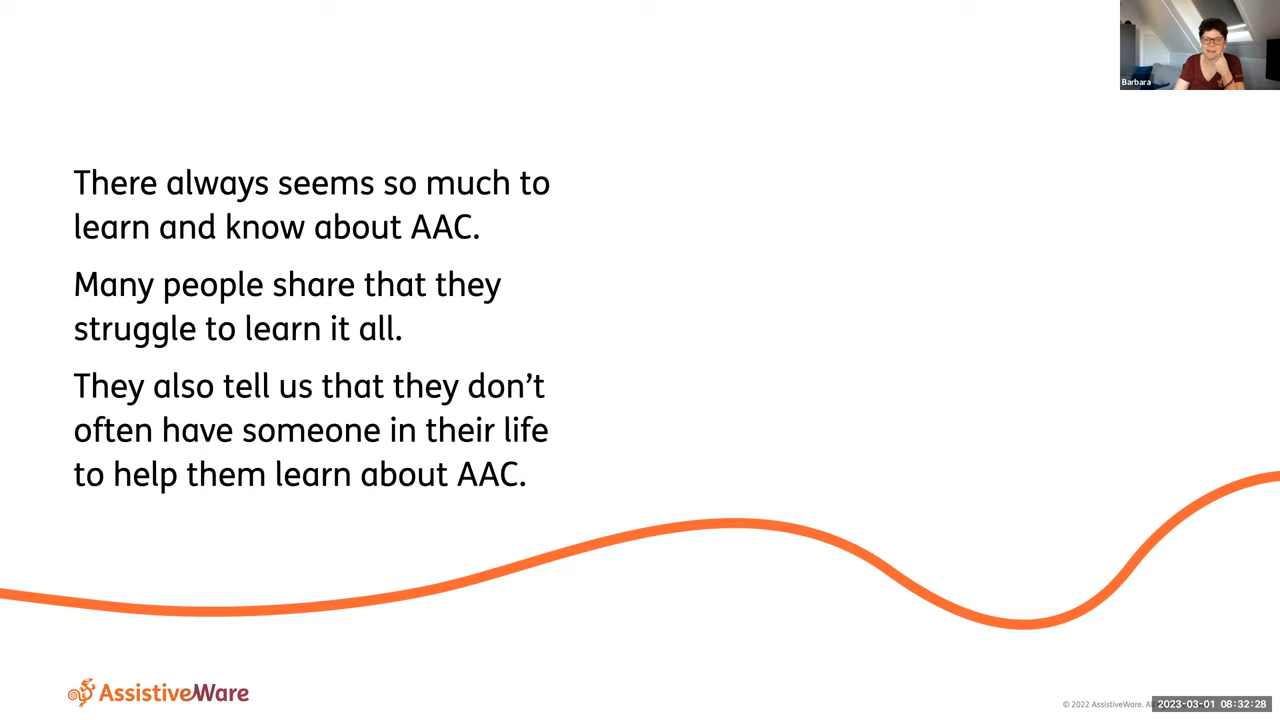 Barbara
There always seems so much to
learn and know about AAC.
Many people share that they
struggle to learn it all.
They also tell us that they don’t
often have someone in their life
to help them learn about AAC.
AssistiveWare
© 2022 AssistiveWare.
2023-03-01 08:32:28